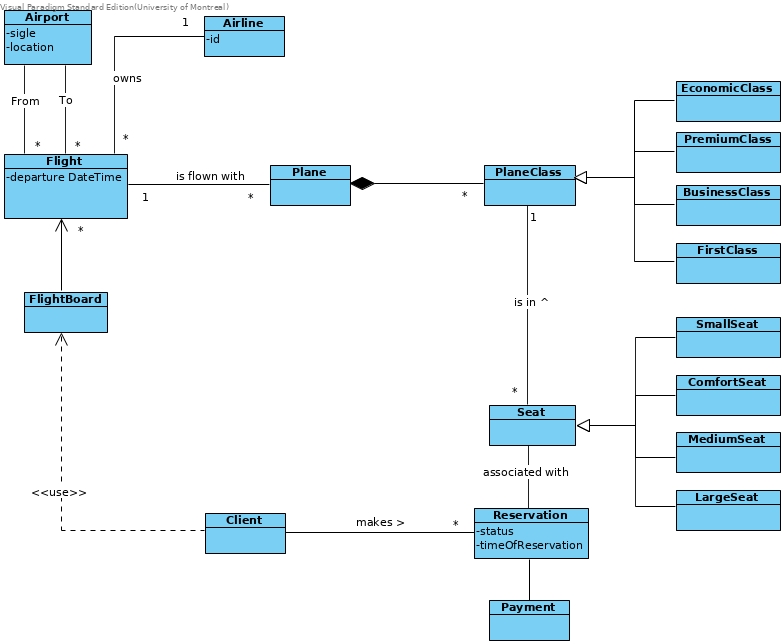 Visual Paradigm Standard Edition(University of Montreal)
Airport
-sigle
-location
1
Airline
-id
From
To
owns
*
*
*
Flight
-departure DateTime
is flown with
1
*
Plane
*
PlaneClass
1
EconomicClass
PremiumClass
BusinessClass
FirstClass
*
FlightBoard
is in ^
*
SmallSeat
ComfortSeat
MediumSeat
LargeSeat
Seat
associated with
<<use>>
Client
makes >
*
Reservation
-status
-timeOfReservation
Payment